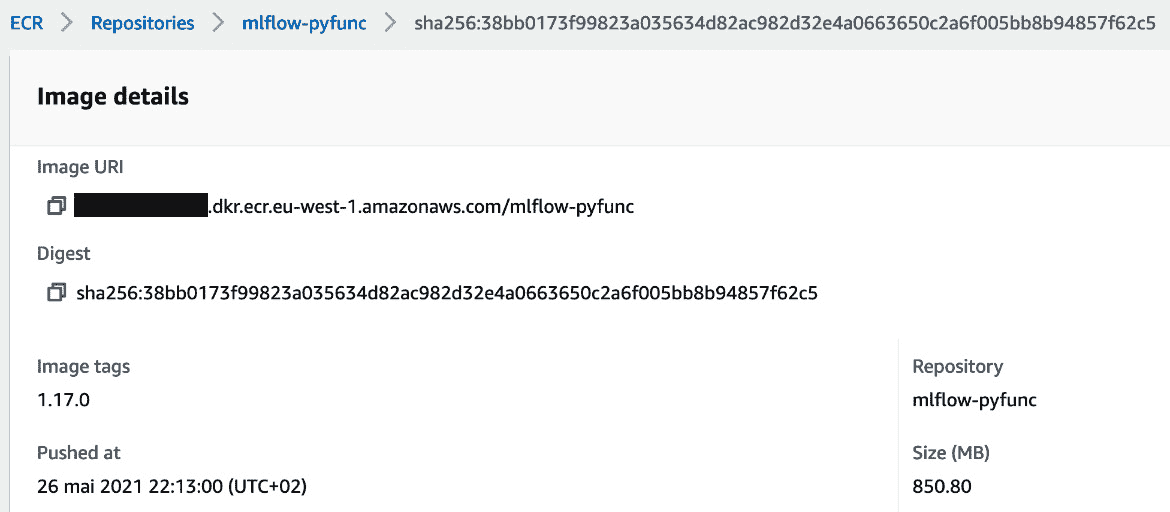 ECR > Repositories > mlflow-pyfunc > sha256:38bb0173f99823a035634d82ac982d32e4a0663650c2a6f005bb8b94857f62c5
Image details
Image URI
.dkr.ecr.eu-west-1.amazonaws.com/mlflow-pyfunc
Digest
sha256:38bb0173f99823a035634d82ac982d32e4a0663650c2a6f005bb8b94857f62c5
Image tags
1.17.0
Repository
mlflow-pyfunc
Pushed at
26 mai 2021 22:13:00 (UTC+02)
Size (MB)
850.80